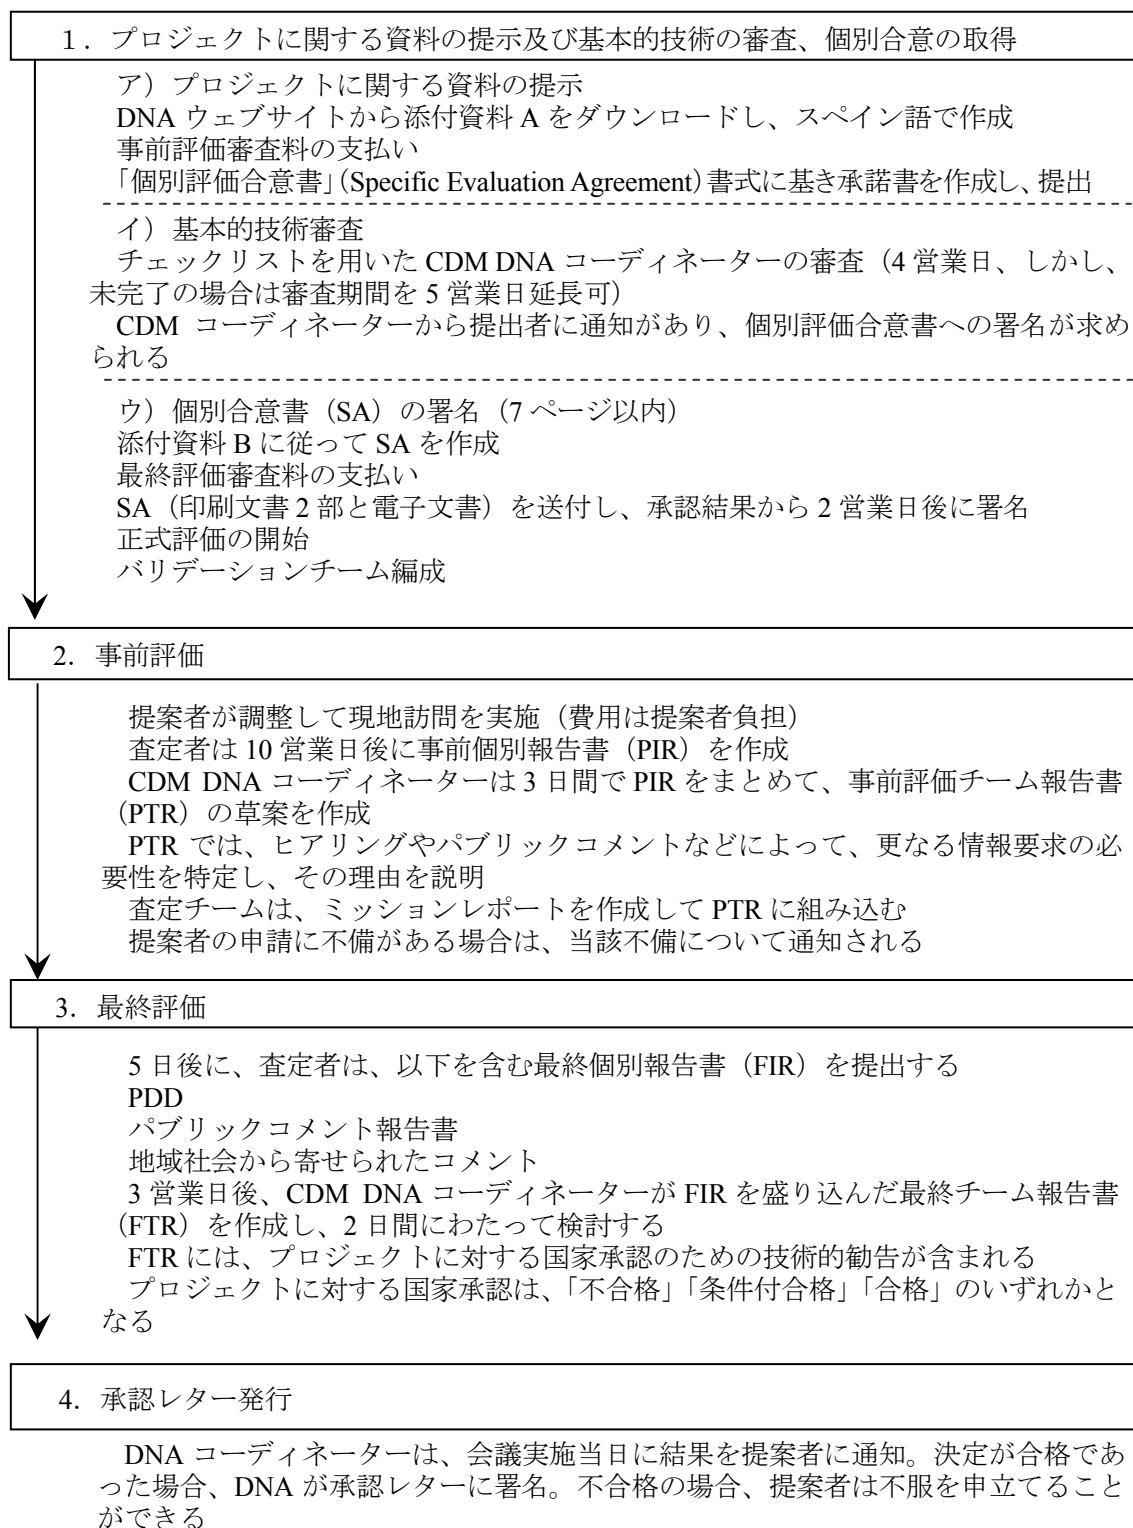 １．プロジェクトに関する資料の提示及び基本的技術の審査、個別合意の取得
ア）プロジェクトに関する資料の提示
DNA ウェブサイトから添付資料 A をダウンロードし、スペイン語で作成
事前評価審査料の支払い
「個別評価合意書」（Specific Evaluation Agreement）書式に基き承諾書を作成し、提出
イ）基本的技術審査
チェックリストを用いた CDM DNA コーディネーターの審査（4 営業日、しかし、
未完了の場合は審査期間を 5 営業日延長可）
CDM コーディネーターから提出者に通知があり、個別評価合意書への署名が求め
られる
ウ）個別合意書（SA）の署名（7 ページ以内）
添付資料 B に従って SA を作成
最終評価審査料の支払い
SA（印刷文書 2 部と電子文書）を送付し、承認結果から 2 営業日後に署名
正式評価の開始
バリデーションチーム編成
2．事前評価
提案者が調整して現地訪問を実施（費用は提案者負担）
査定者は 10 営業日後に事前個別報告書（PIR）を作成
CDM DNA コーディネーターは 3 日間で PIR をまとめて、事前評価チーム報告書
（PTR）の草案を作成
PTR では、ヒアリングやパブリックコメントなどによって、更なる情報要求の必
要性を特定し、その理由を説明
査定チームは、ミッションレポートを作成して PTR に組み込む
提案者の申請に不備がある場合は、当該不備について通知される
3．最終評価
5 日後に、査定者は、以下を含む最終個別報告書（FIR）を提出する
PDD
パブリックコメント報告書
地域社会から寄せられたコメント
3 営業日後、CDM DNA コーディネーターが FIR を盛り込んだ最終チーム報告書
（FTR）を作成し、2 日間にわたって検討する
FTR には、プロジェクトに対する国家承認のための技術的勧告が含まれる
プロジェクトに対する国家承認は、「不合格」「条件付合格」「合格」のいずれかと
なる
4．承認レター発行
DNA コーディネーターは、会議実施当日に結果を提案者に通知。決定が合格であ
った場合、DNA が承認レターに署名。不合格の場合、提案者は不服を申立てること
ができる